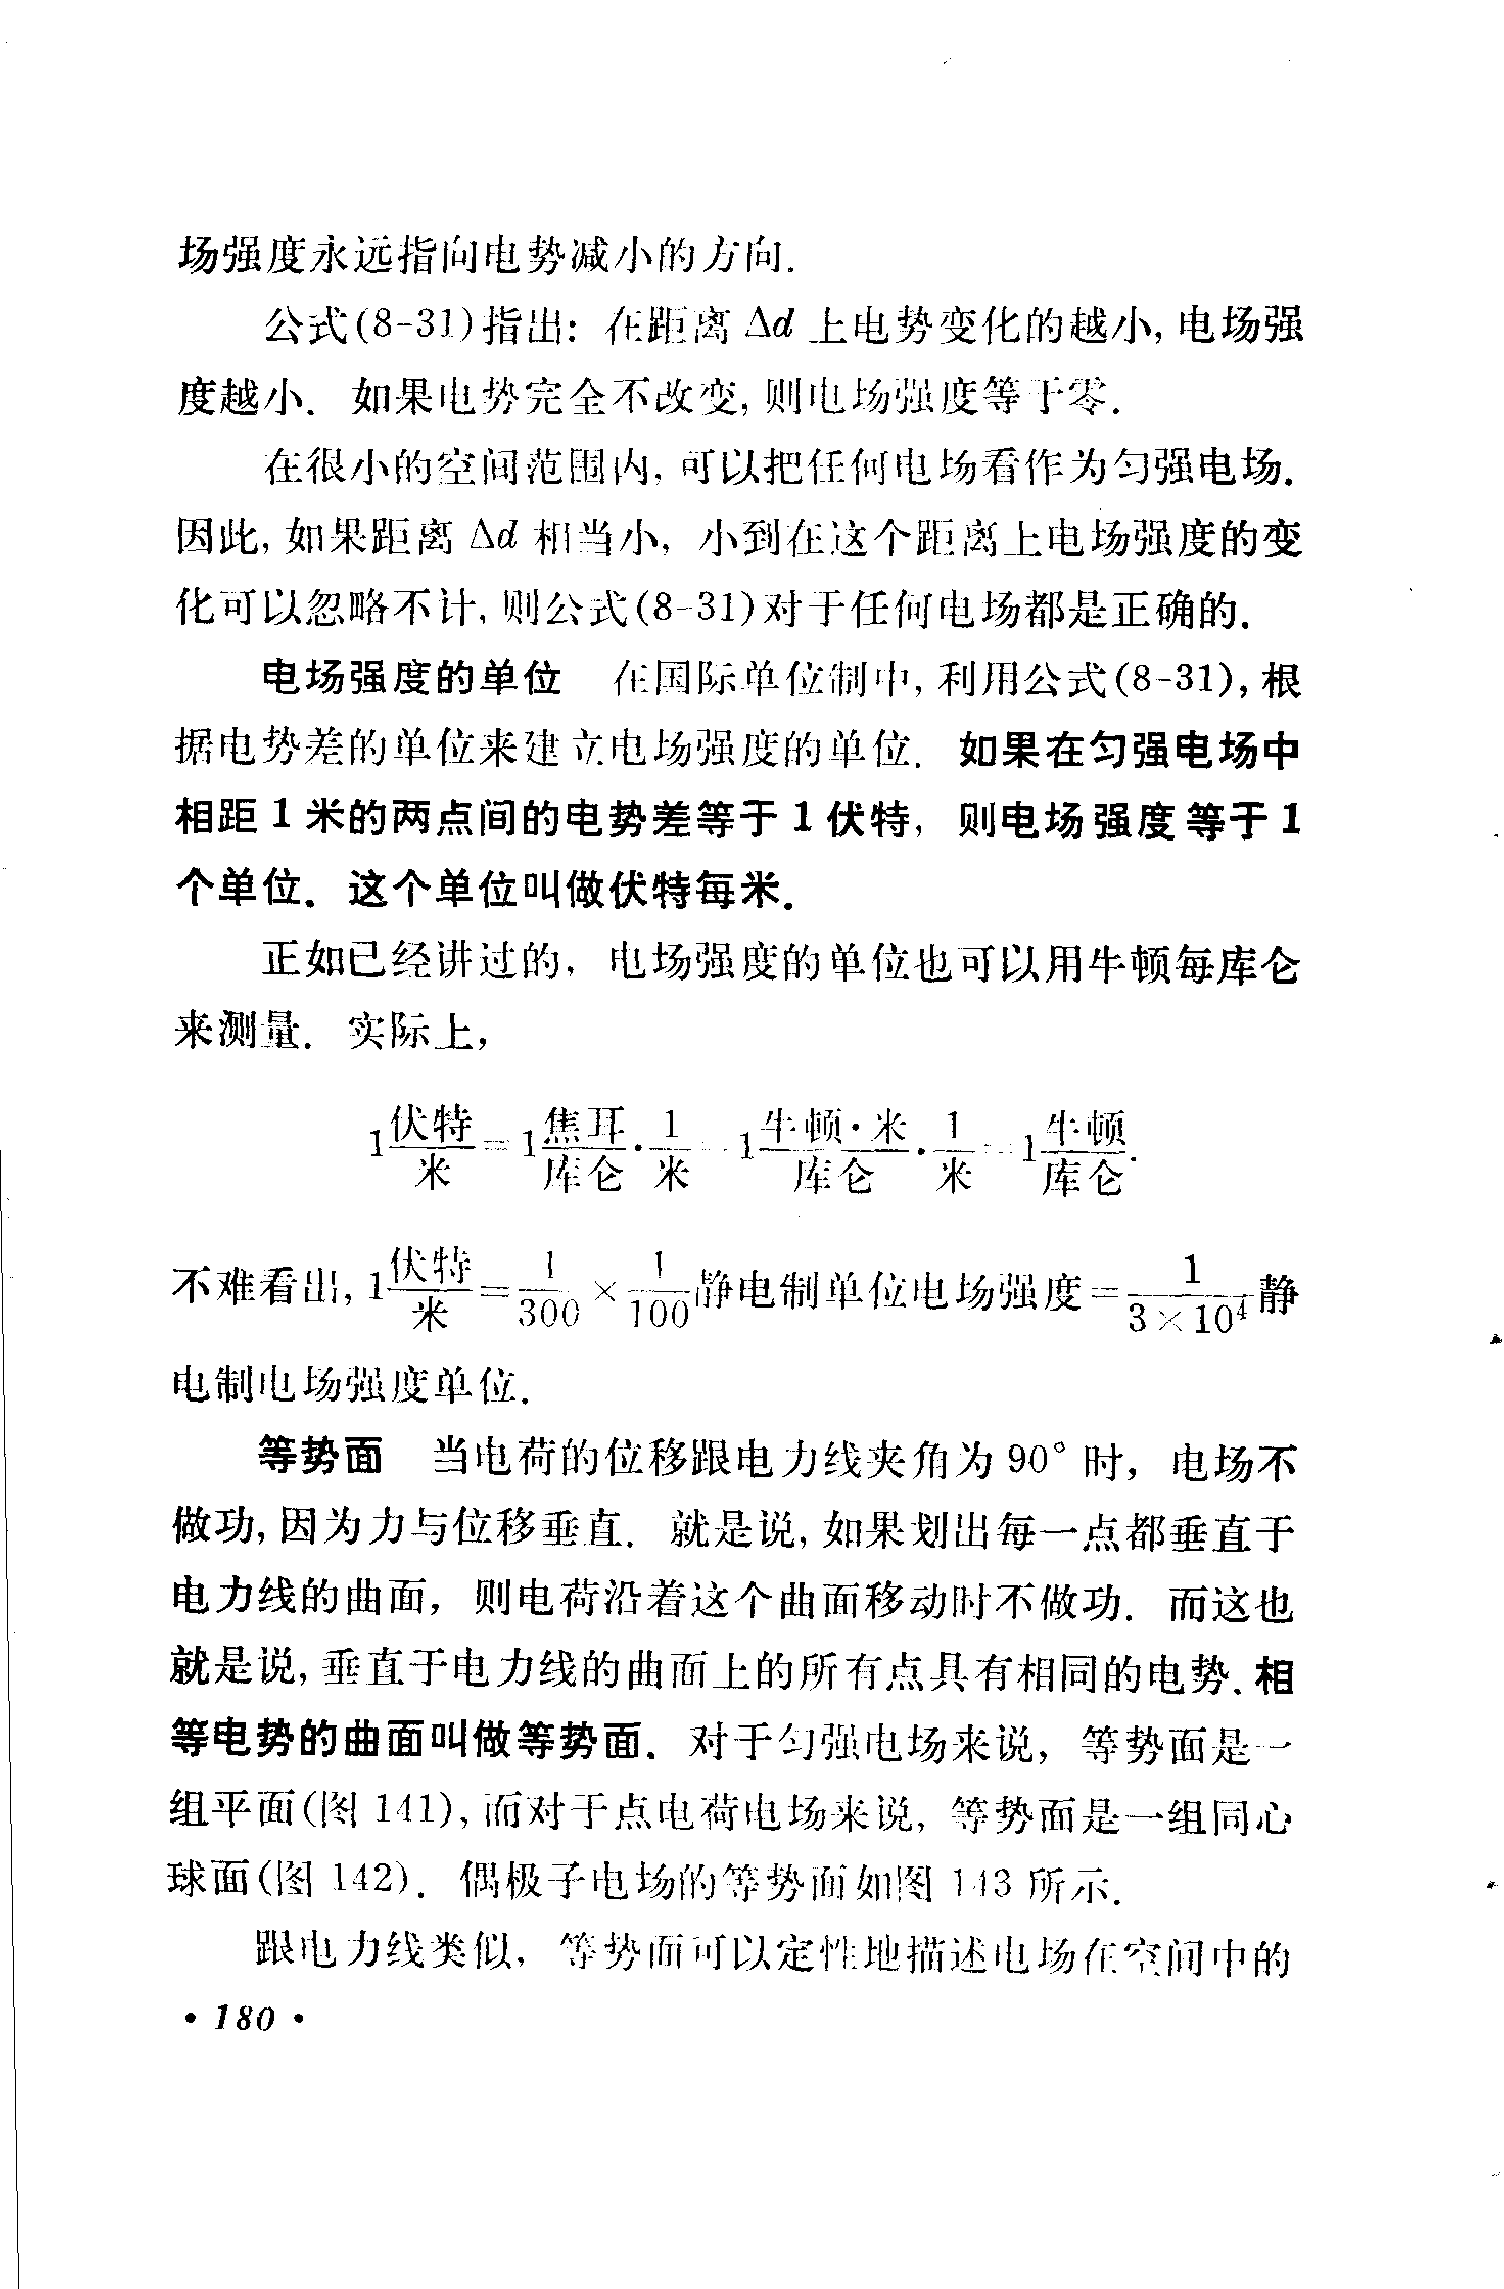 场强度永远指向电势减小的方向.
公式(8-31)指出: 在距离 Δd 上电势变化的越小, 电场强
度越小. 如果电势完全不改变, 则电场强度等于零.
在很小的空间范围内, 可以把任何电场看作为匀强电场.
因此, 如果距离 Δd 相当小, 小到在这个距离上电场强度的变
化可以忽略不计, 则公式(8-31)对于任何电场都是正确的.
电场强度的单位 在国际单位制中, 利用公式(8-31), 根
据电势差的单位来建立电场强度的单位. 如果在匀强电场中
相距 1 米的两点间的电势差等于 1 伏特, 则电场强度等于 1
个单位. 这个单位叫做伏特每米.
正如已经讲过的, 电场强度的单位也可以用牛顿每库仑
来测量. 实际上,
1 伏特/米 = 1 焦耳/库仑 · 1/米 = 1 牛顿·米/库仑 · 1/米 = 1 牛顿/库仑.
不难看出, 1 伏特/米 = 1/300 × 1/100 静电制单位电场强度 = 1/(3×10⁴) 静
电制电场强度单位.
等势面 当电荷的位移跟电力线夹角为 90° 时, 电场不
做功, 因为力与位移垂直. 就是说, 如果划出每一点都垂直于
电力线的曲面, 则电荷沿着这个曲面移动时不做功. 而这也
就是说, 垂直于电力线的曲面上的所有点具有相同的电势. 相
等电势的曲面叫做等势面. 对于匀强电场来说, 等势面是一
组平面(图 141), 而对于点电荷电场来说, 等势面是一组同心
球面(图 142). 偶极子电场的等势面如图 143 所示.
跟电力线类似, 等势面可以定性地描述电场在空间中的
· 180 ·